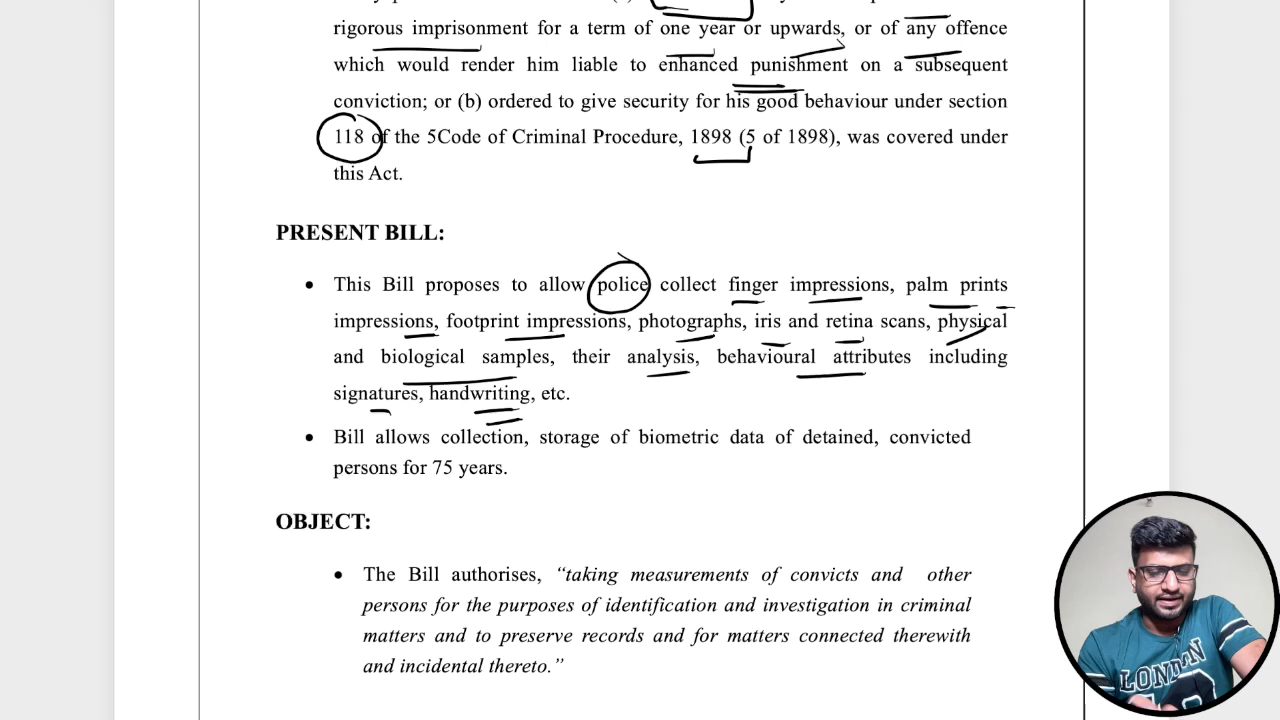 rigorous imprisonment for a term of one year or upwards, or of any offence
which would render him liable to enhanced punishment on a subsequent
conviction; or (b) ordered to give security for his good behaviour under section
118 of the 5Code of Criminal Procedure, 1898 (5 of 1898), was covered under
this Act.
PRESENT BILL:
• This Bill proposes to allow police collect finger impressions, palm prints
impressions, footprint impressions, photographs, iris and retina scans, physical
and biological samples, their analysis, behavioural attributes including
signatures, handwriting, etc.
• Bill allows collection, storage of biometric data of detained, convicted
persons for 75 years.
OBJECT:
• The Bill authorises, “taking measurements of convicts and other
persons for the purposes of identification and investigation in criminal
matters and to preserve records and for matters connected therewith
and incidental thereto.”
LONDON